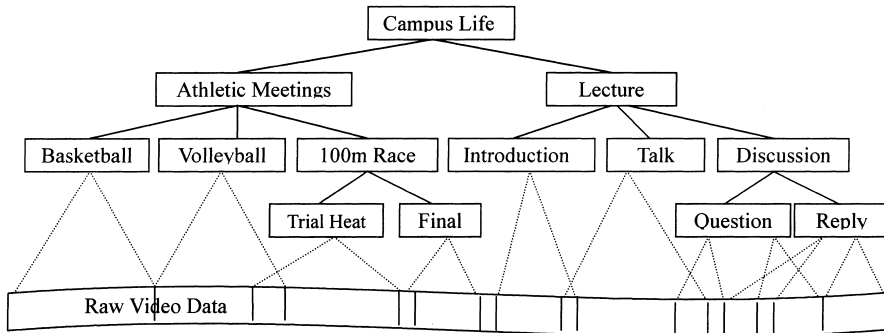 Campus Life
Athletic Meetings Lecture
Basketball Volleyball 100m Race Introduction Talk Discussion
Trial Heat Final Question Reply
Raw Video Data